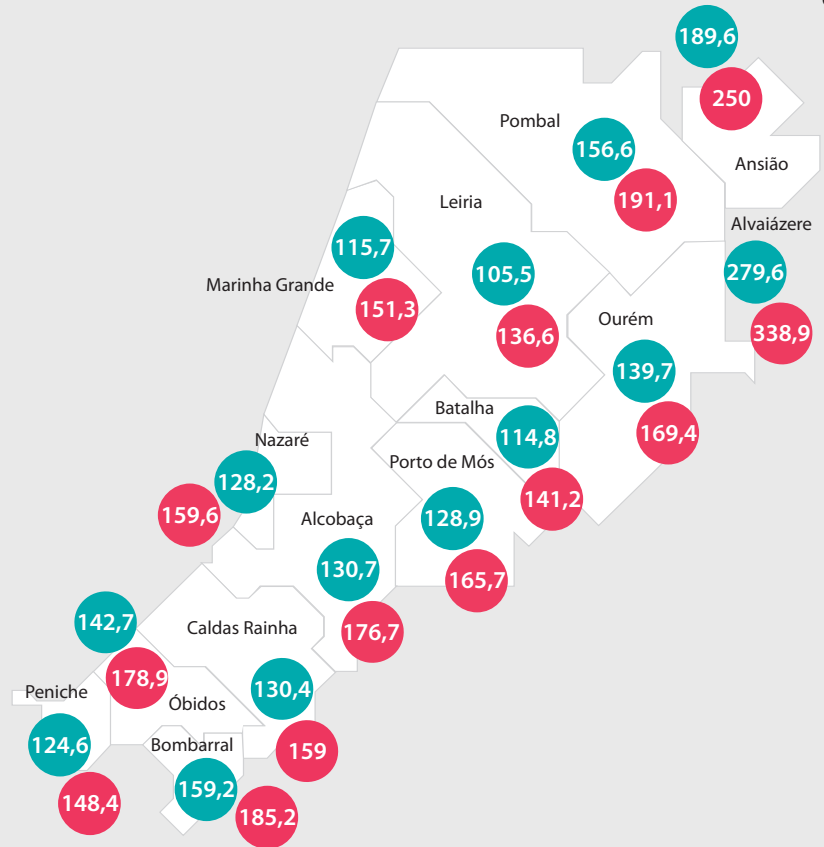 189,6
250
Pombal
156,6
Ansião
191,1
Leiria
Alvaiázere
115,7
105,5
279,6
Marinha Grande
151,3
136,6
Ourém
338,9
139,7
Batalha
114,8
169,4
Nazaré
Porto de Mós
128,2
159,6
141,2
Alcobaça
128,9
130,7
165,7
142,7
Caldas Rainha
176,7
178,9
Peniche
Óbidos
130,4
124,6
Bombarral
159
159,2
148,4
185,2